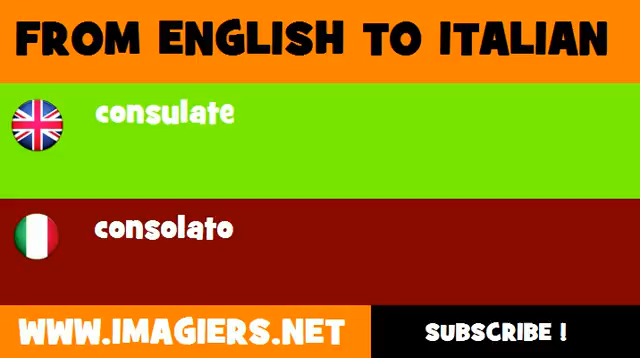 FROM ENGLISH TO ITALIAN
consulate
consolato
WWW.IMAGIERS.NET
SUBSCRIBE !